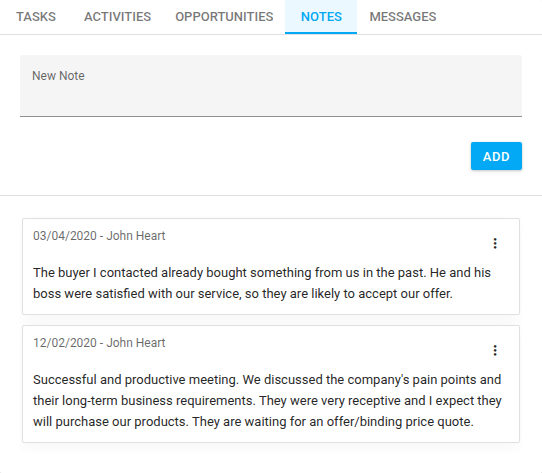 TASKS ACTIVITIES OPPORTUNITIES NOTES MESSAGES
New Note
ADD
03/04/2020 - John Heart
The buyer I contacted already bought something from us in the past. He and his
boss were satisfied with our service, so they are likely to accept our offer.
12/02/2020 - John Heart
Successful and productive meeting. We discussed the company's pain points and
their long-term business requirements. They were very receptive and I expect they
will purchase our products. They are waiting for an offer/binding price quote.